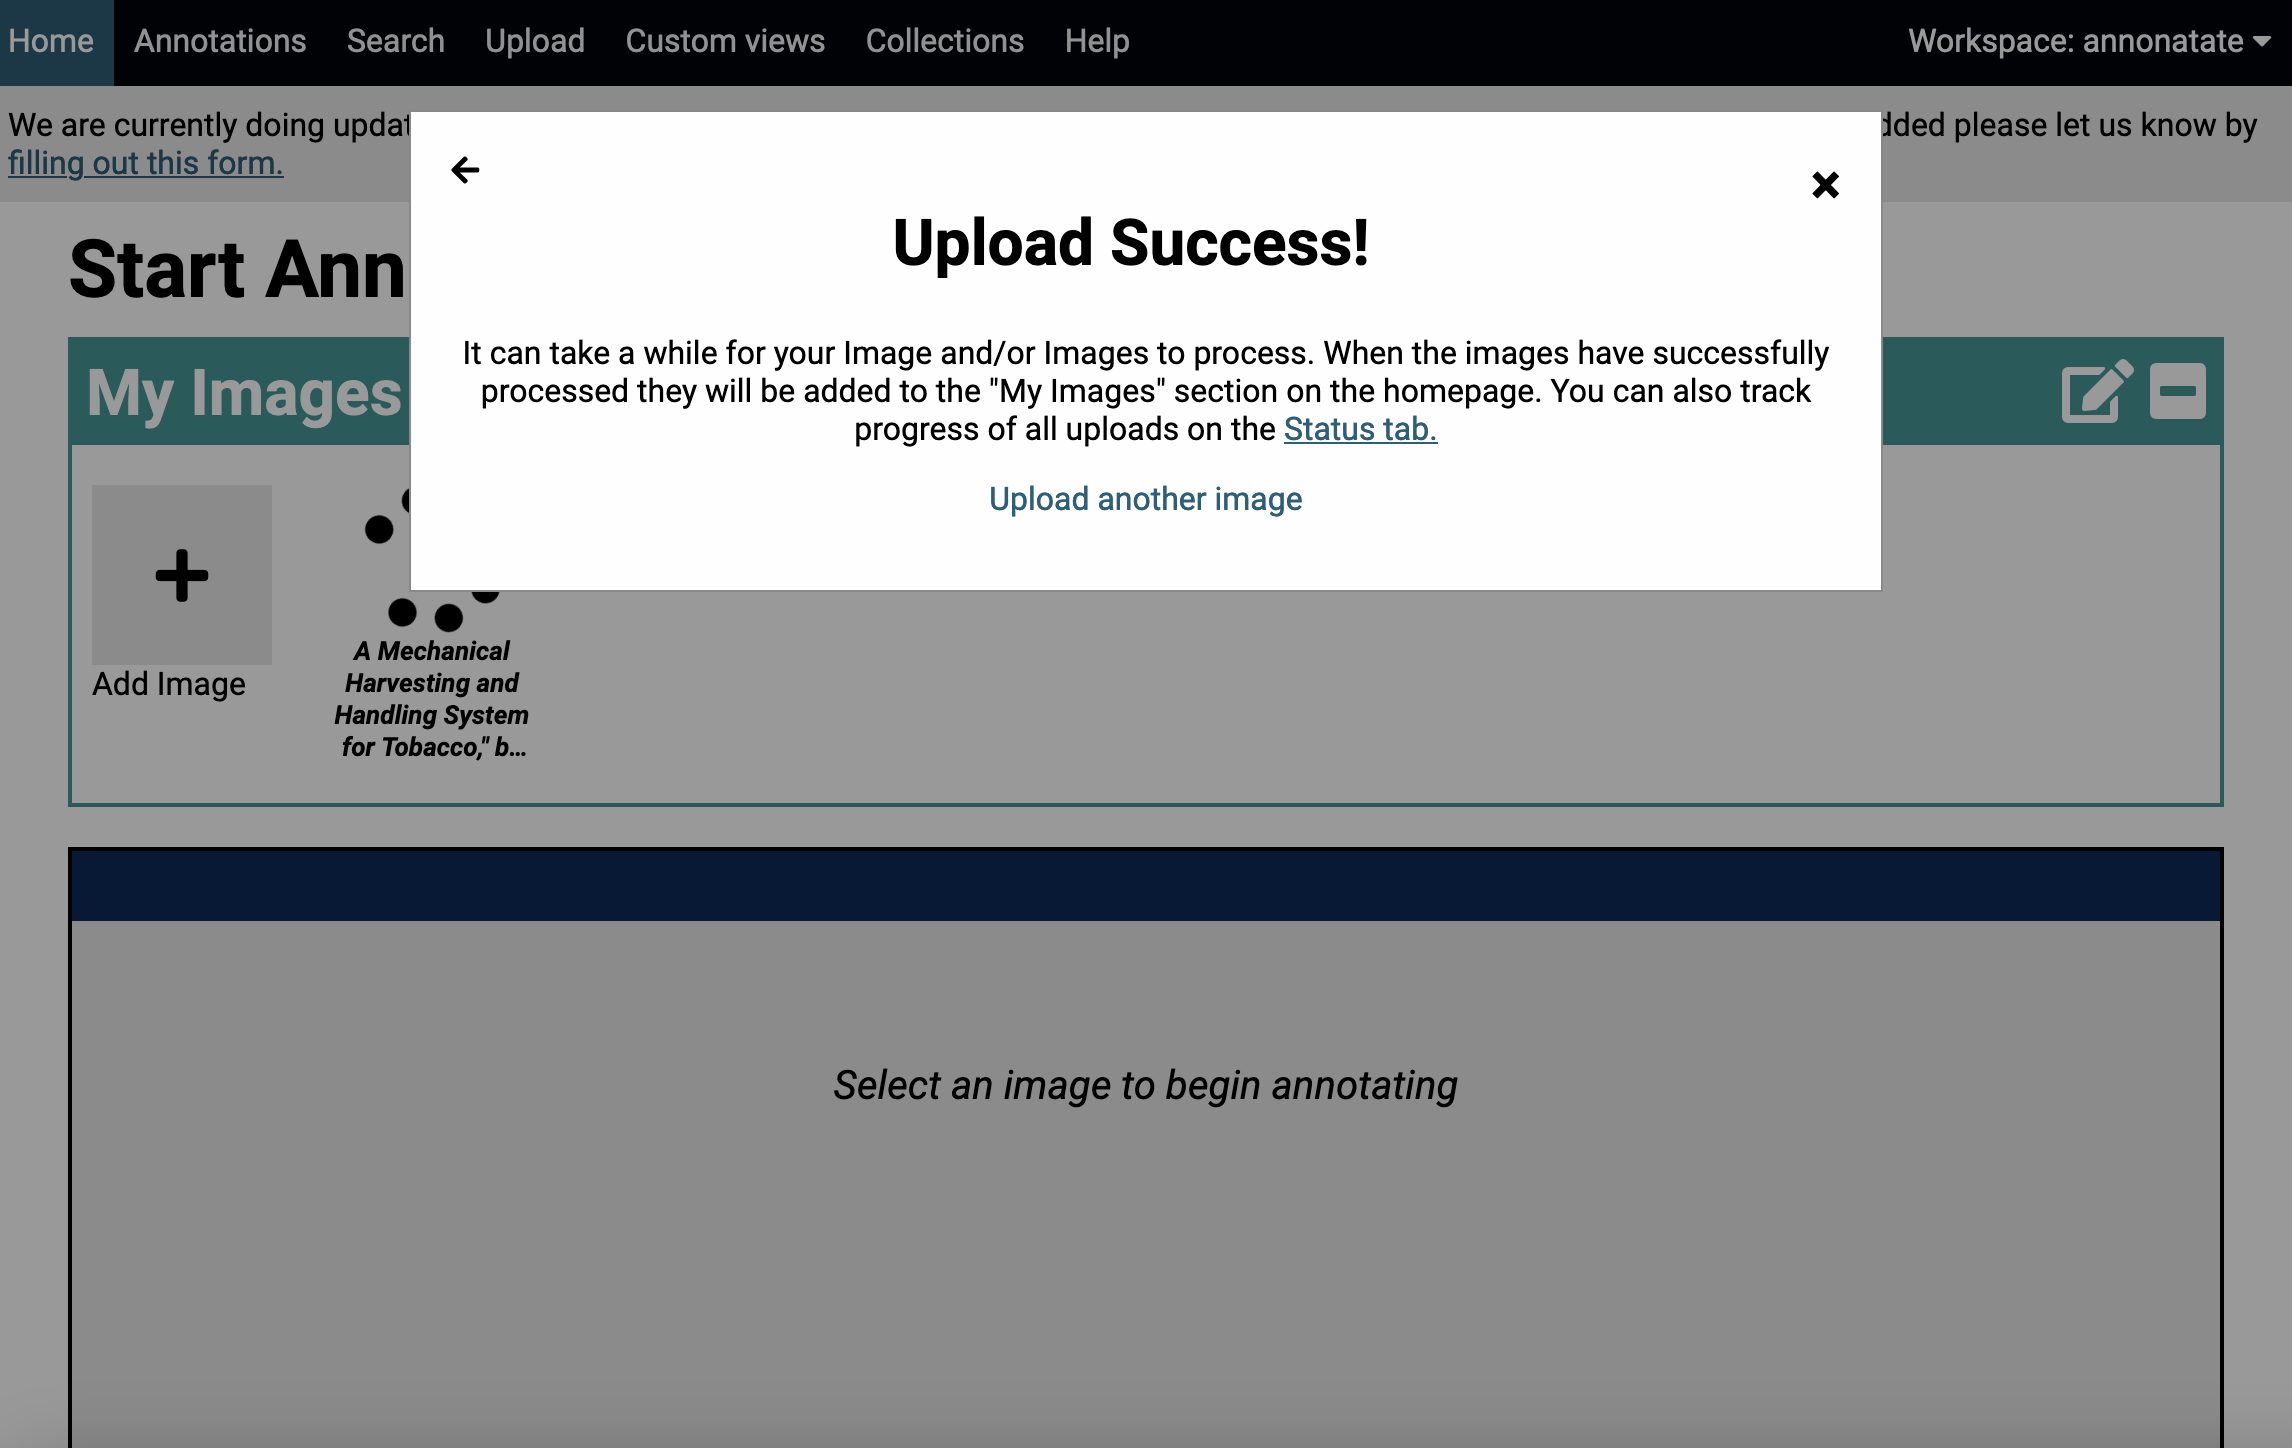 Home Annotations Search Upload Custom views Collections Help Workspace: annonatate
We are currently doing dded please let us know by
filling out this form.
Upload Success!
Start
My Images
It can take a while for your Image and/or Images to process. When the images have successfully
processed they will be added to the "My Images" section on the homepage. You can also track
progress of all uploads on the Status tab.
Upload another image
Add Image
A Mechanical
Harvesting and
Handling System
for Tobacco," b...
Select an image to begin annotating